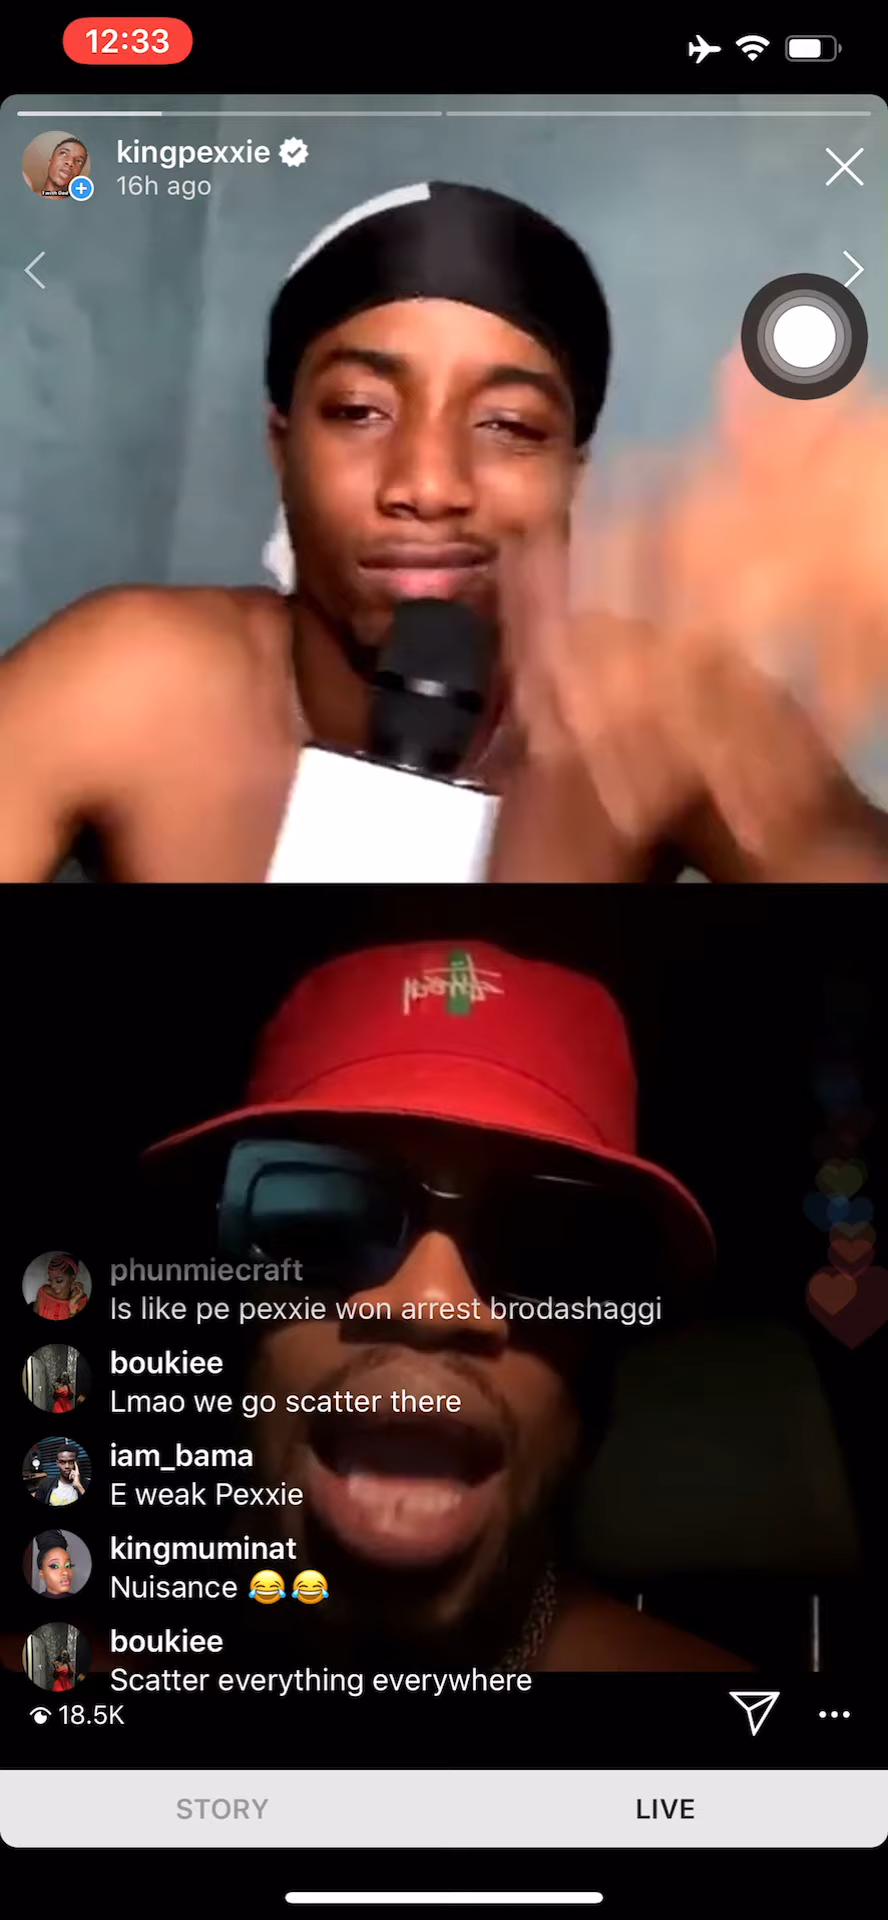 12:33
kingpexxie
16h ago
phunmiecraft
Is like pe pexxie won arrest brodashaggi
boukiee
Lmao we go scatter there
iam_bama
E weak Pexxie
kingmuminat
Nuisance 😂😂
boukiee
Scatter everything everywhere
18.5K
STORY
LIVE